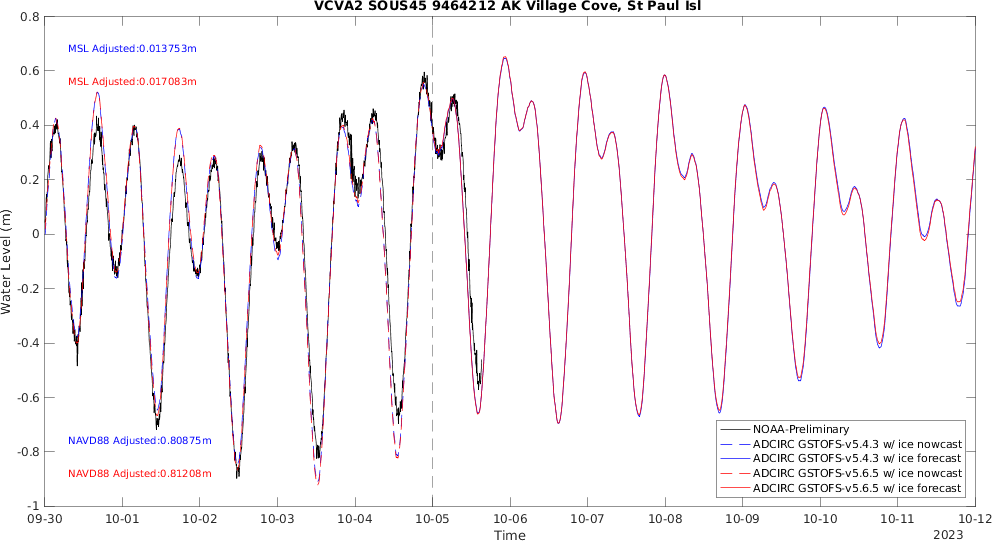 VCVA2 SOUS45 9464212 AK Village Cove, St Paul Isl
0.8
0.6
0.4
0.2
0
-0.2
-0.4
-0.6
-0.8
-1
Water Level (m)
MSL Adjusted:0.013753m
MSL Adjusted:0.017083m
NAVD88 Adjusted:0.80875m
NAVD88 Adjusted:0.81208m
NOAA-Preliminary
ADCIRC GSTOFS-v5.4.3 w/ ice nowcast
ADCIRC GSTOFS-v5.4.3 w/ ice forecast
ADCIRC GSTOFS-v5.6.5 w/ ice nowcast
ADCIRC GSTOFS-v5.6.5 w/ ice forecast
09-30 10-01 10-02 10-03 10-04 10-05 10-06 10-07 10-08 10-09 10-10 10-11 10-12
Time
2023